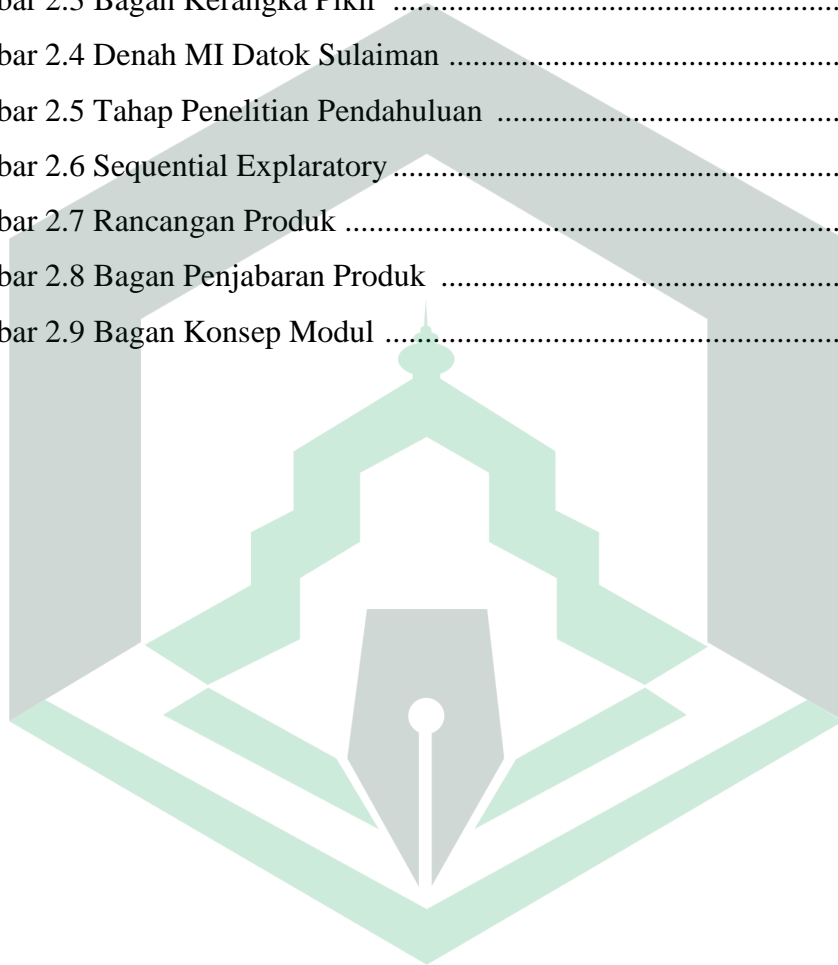 bar 2.3 Bagan Kerangka Pikir ......................................................
bar 2.4 Denah MI Datok Sulaiman ...............................................
bar 2.5 Tahap Penelitian Pendahuluan ..........................................
bar 2.6 Sequential Explaratory ......................................................
bar 2.7 Rancangan Produk ............................................................
bar 2.8 Bagan Penjabaran Produk ................................................
bar 2.9 Bagan Konsep Modul .......................................................